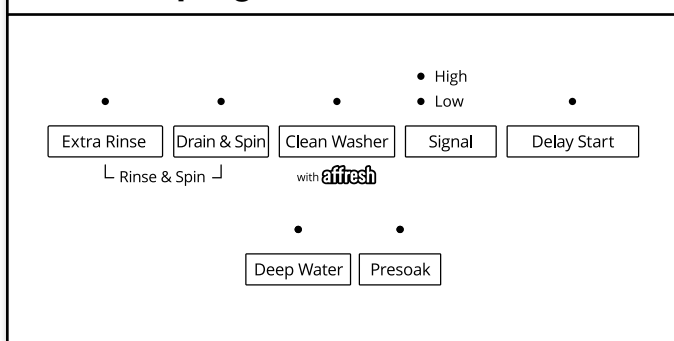 High
Low
Extra Rinse Drain & Spin Clean Washer Signal Delay Start
Rinse & Spin with affresh
Deep Water Presoak